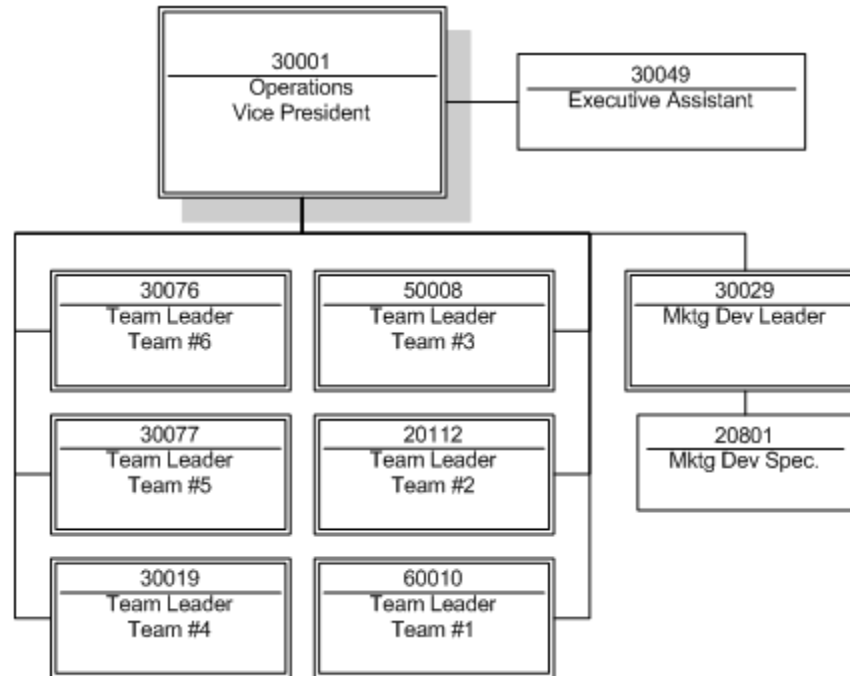 30001
Operations
Vice President
30049
Executive Assistant
30076
Team Leader
Team #6
50008
Team Leader
Team #3
30029
Mktg Dev Leader
30077
Team Leader
Team #5
20112
Team Leader
Team #2
20801
Mktg Dev Spec.
30019
Team Leader
Team #4
60010
Team Leader
Team #1